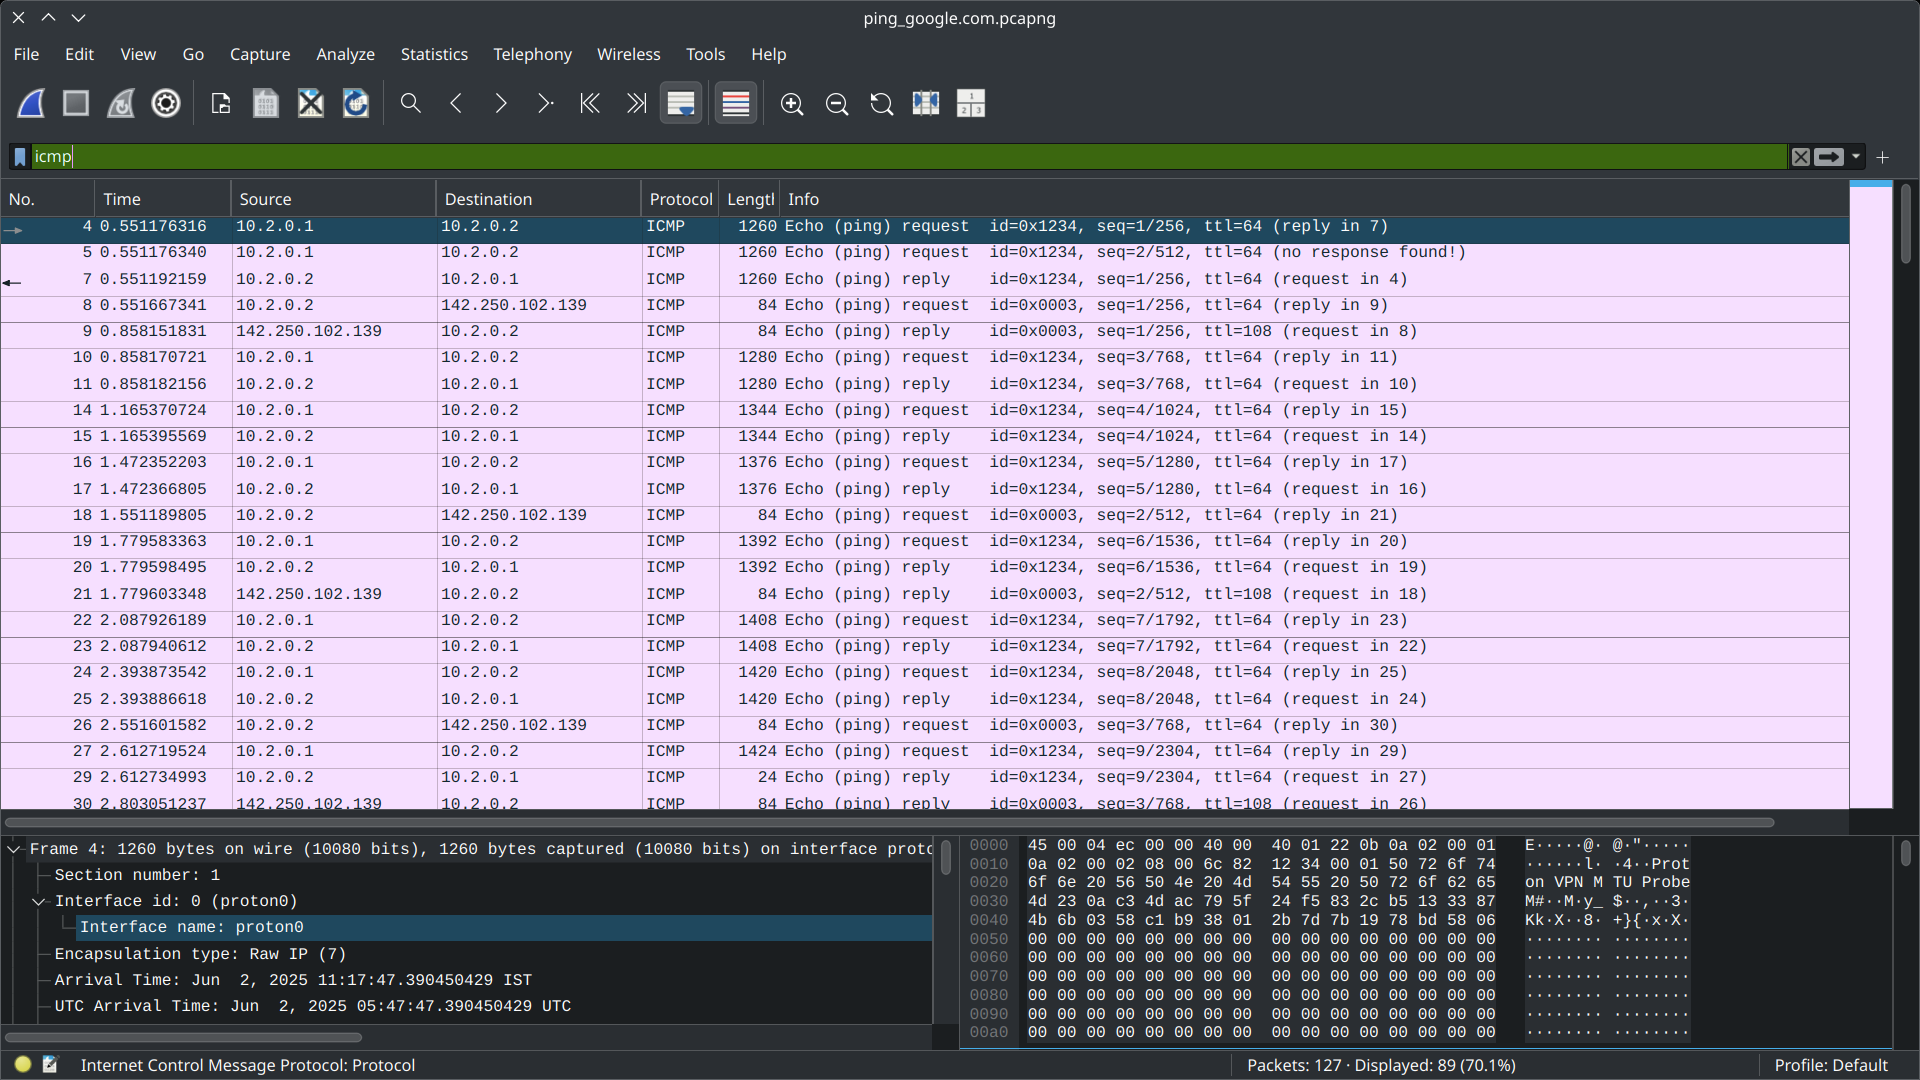 ping_google.com.pcapng
File Edit View Go Capture Analyze Statistics Telephony Wireless Tools Help
icmp
No. Time Source Destination Protocol Lengtl Info
4 0.551176316 10.2.0.1 10.2.0.2 ICMP 1260 Echo (ping) request id=0x1234, seq=1/256, ttl=64 (reply in 7)
5 0.551176340 10.2.0.1 10.2.0.2 ICMP 1260 Echo (ping) request id=0x1234, seq=2/512, ttl=64 (no response found!)
7 0.551192159 10.2.0.2 10.2.0.1 ICMP 1260 Echo (ping) reply id=0x1234, seq=1/256, ttl=64 (request in 4)
8 0.551667341 10.2.0.2 142.250.102.139 ICMP 84 Echo (ping) request id=0x0003, seq=1/256, ttl=64 (reply in 9)
9 0.858151831 142.250.102.139 10.2.0.2 ICMP 84 Echo (ping) reply id=0x0003, seq=1/256, ttl=108 (request in 8)
10 0.858170721 10.2.0.1 10.2.0.2 ICMP 1280 Echo (ping) request id=0x1234, seq=3/768, ttl=64 (reply in 11)
11 0.858182156 10.2.0.2 10.2.0.1 ICMP 1280 Echo (ping) reply id=0x1234, seq=3/768, ttl=64 (request in 10)
14 1.165370724 10.2.0.1 10.2.0.2 ICMP 1344 Echo (ping) request id=0x1234, seq=4/1024, ttl=64 (reply in 15)
15 1.165395569 10.2.0.2 10.2.0.1 ICMP 1344 Echo (ping) reply id=0x1234, seq=4/1024, ttl=64 (request in 14)
16 1.472352203 10.2.0.1 10.2.0.2 ICMP 1376 Echo (ping) request id=0x1234, seq=5/1280, ttl=64 (reply in 17)
17 1.472366805 10.2.0.2 10.2.0.1 ICMP 1376 Echo (ping) reply id=0x1234, seq=5/1280, ttl=64 (request in 16)
18 1.551189805 10.2.0.2 142.250.102.139 ICMP 84 Echo (ping) request id=0x0003, seq=2/512, ttl=64 (reply in 21)
19 1.779583363 10.2.0.1 10.2.0.2 ICMP 1392 Echo (ping) request id=0x1234, seq=6/1536, ttl=64 (reply in 20)
20 1.779598495 10.2.0.2 10.2.0.1 ICMP 1392 Echo (ping) reply id=0x1234, seq=6/1536, ttl=64 (request in 19)
21 1.779603348 142.250.102.139 10.2.0.2 ICMP 84 Echo (ping) reply id=0x0003, seq=2/512, ttl=108 (request in 18)
22 2.087926189 10.2.0.1 10.2.0.2 ICMP 1408 Echo (ping) request id=0x1234, seq=7/1792, ttl=64 (reply in 23)
23 2.087940612 10.2.0.2 10.2.0.1 ICMP 1408 Echo (ping) reply id=0x1234, seq=7/1792, ttl=64 (request in 22)
24 2.393873542 10.2.0.1 10.2.0.2 ICMP 1420 Echo (ping) request id=0x1234, seq=8/2048, ttl=64 (reply in 25)
25 2.393886618 10.2.0.2 10.2.0.1 ICMP 1420 Echo (ping) reply id=0x1234, seq=8/2048, ttl=64 (request in 24)
26 2.551601582 10.2.0.2 142.250.102.139 ICMP 84 Echo (ping) request id=0x0003, seq=3/768, ttl=64 (reply in 30)
27 2.612719524 10.2.0.1 10.2.0.2 ICMP 1424 Echo (ping) request id=0x1234, seq=9/2304, ttl=64 (reply in 29)
29 2.612734993 10.2.0.2 10.2.0.1 ICMP 24 Echo (ping) reply id=0x1234, seq=9/2304, ttl=64 (request in 27)
30 2.803051237 142.250.102.139 10.2.0.2 ICMP 84 Echo (ping) reply id=0x0003, seq=3/768, ttl=108 (request in 26)
Frame 4: 1260 bytes on wire (10080 bits), 1260 bytes captured (10080 bits) on interface proto
Section number: 1
Interface id: 0 (proton0)
Interface name: proton0
Encapsulation type: Raw IP (7)
Arrival Time: Jun 2, 2025 11:17:47.390450429 IST
UTC Arrival Time: Jun 2, 2025 05:47:47.390450429 UTC
0000 45 00 04 ec 00 00 40 00 40 01 22 0b 0a 02 00 01 E·····@· @·"·····
0010 0a 02 00 02 08 00 6c 82 12 34 00 01 50 72 6f 74 ······l· ·4··Prot
0020 6f 6e 20 56 50 4e 20 4d 54 55 20 50 72 6f 62 65 on VPN M TU Probe
0030 4d 23 0a c3 4d ac 79 5f 24 f5 83 2c b5 13 33 87 M#··M·y_ $··,··3·
0040 4b 6b 03 58 c1 b9 38 01 2b 7d 7b 19 78 bd 58 06 Kk·X··8· +}{·x·X·
0050 00 00 00 00 00 00 00 00 00 00 00 00 00 00 00 00 ········ ········
0060 00 00 00 00 00 00 00 00 00 00 00 00 00 00 00 00 ········ ········
0070 00 00 00 00 00 00 00 00 00 00 00 00 00 00 00 00 ········ ········
0080 00 00 00 00 00 00 00 00 00 00 00 00 00 00 00 00 ········ ········
0090 00 00 00 00 00 00 00 00 00 00 00 00 00 00 00 00 ········ ········
00a0 00 00 00 00 00 00 00 00 00 00 00 00 00 00 00 00 ········ ········
Internet Control Message Protocol: Protocol
Packets: 127 · Displayed: 89 (70.1%)
Profile: Default